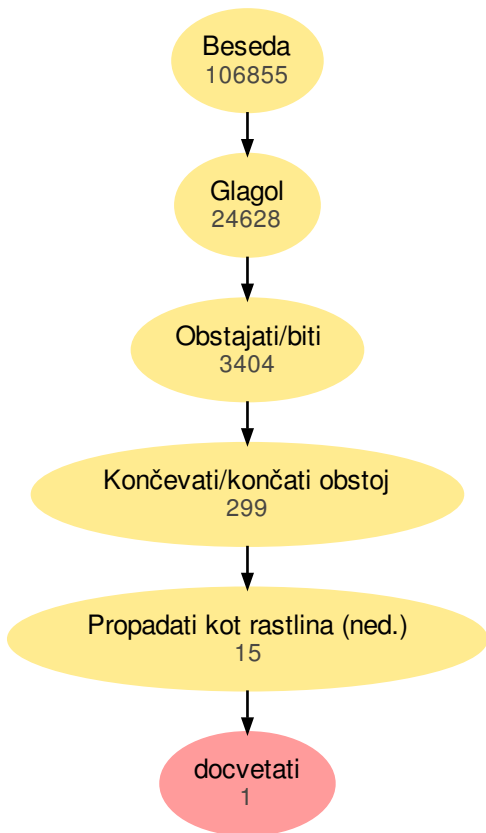 Beseda
106855
Glagol
24628
Obstajati/biti
3404
Končevati/končati obstoj
299
Propadati kot rastlina (ned.)
15
docvetati
1